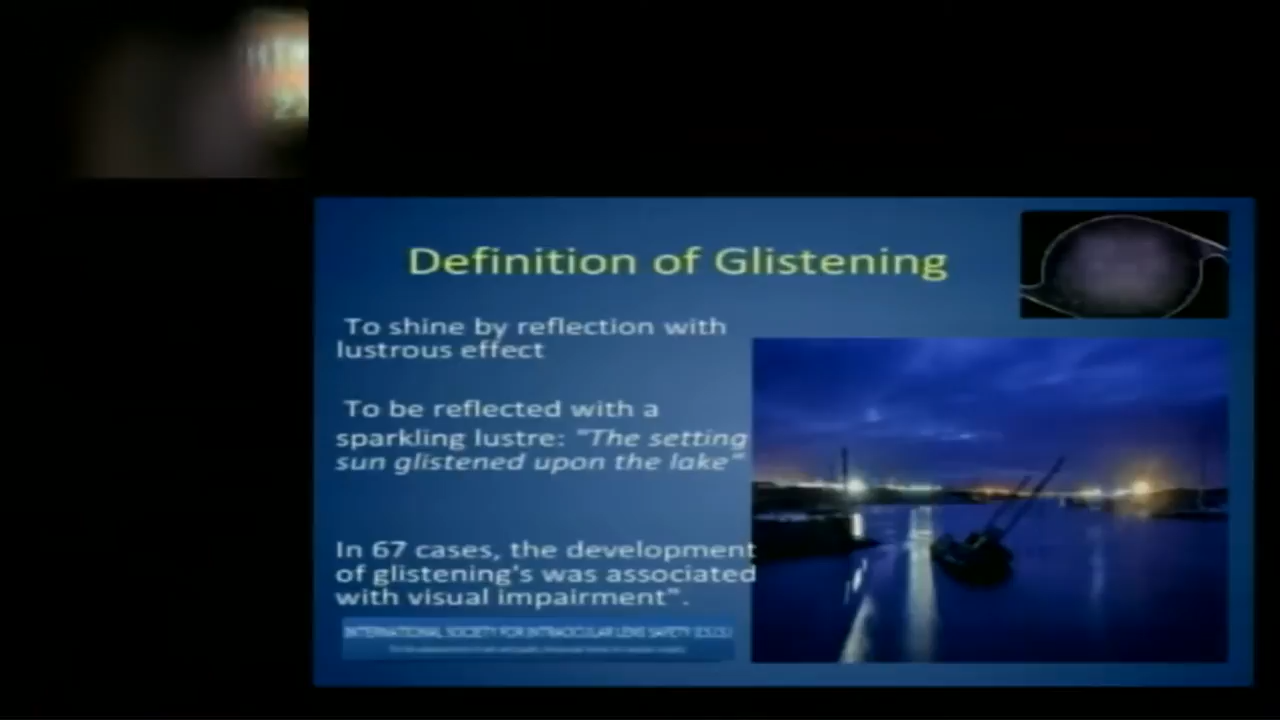 Definition of Glistening
To shine by reflection with
lustrous effect
To be reflected with a
sparkling lustre: "The setting
sun glistened upon the lake"
In 67 cases, the development
of glistening's was associated
with visual impairment".
INTERNATIONAL SOCIETY FOR INTRAOCULAR LENS SAFETY